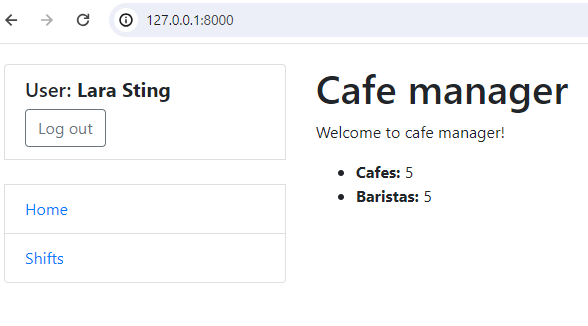 127.0.0.1:8000
User: Lara Sting
Log out
Home
Shifts
Cafe manager
Welcome to cafe manager!
• Cafes: 5
• Baristas: 5